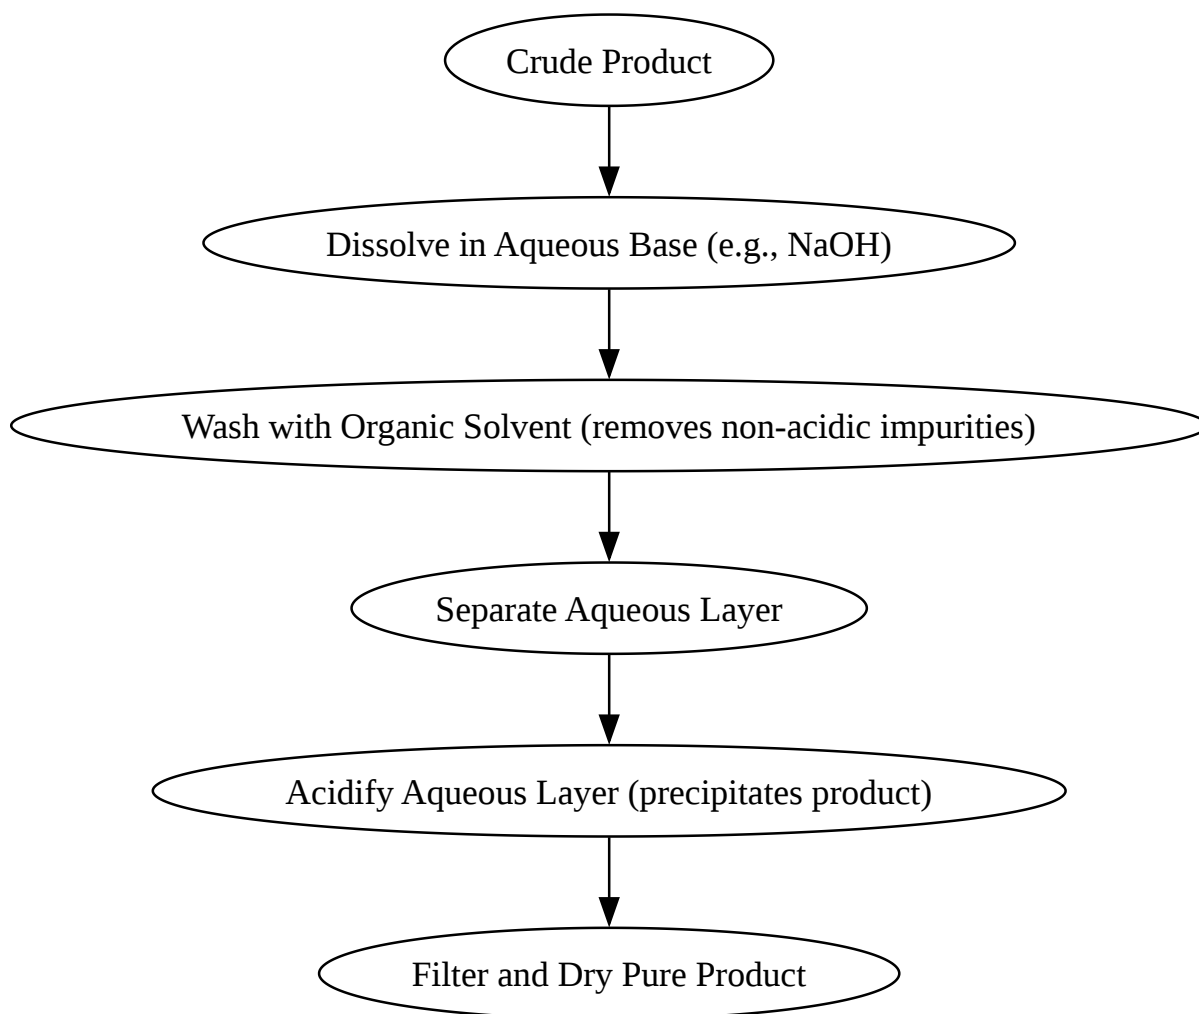 Crude Product
Dissolve in Aqueous Base (e.g., NaOH)
Wash with Organic Solvent (removes non-acidic impurities)
Separate Aqueous Layer
Acidify Aqueous Layer (precipitates product)
Filter and Dry Pure Product